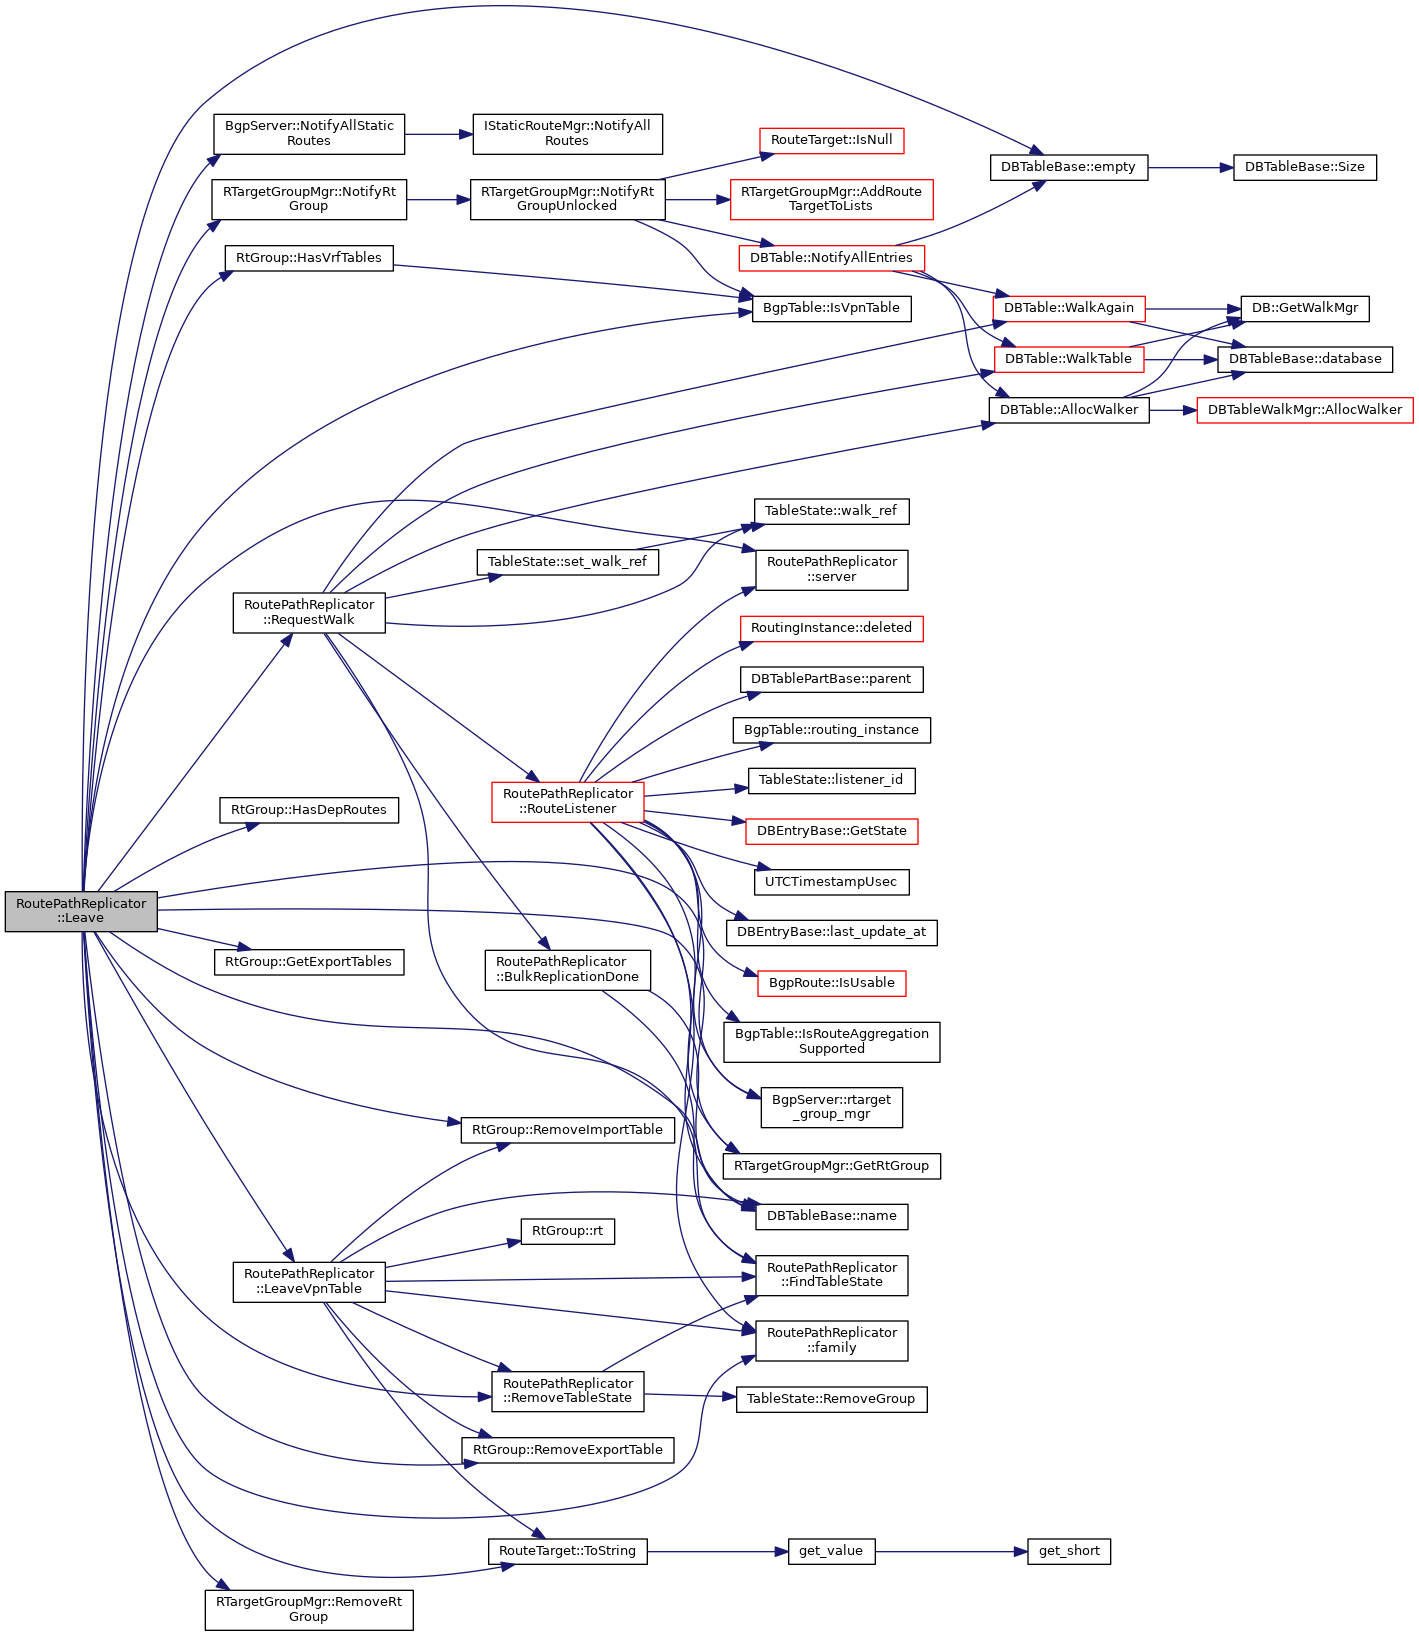 RoutePathReplicator
::Leave
BgpServer::NotifyAllStatic
Routes
RTargetGroupMgr::NotifyRt
Group
RtGroup::HasVrfTables
RoutePathReplicator
::RequestWalk
RtGroup::HasDepRoutes
RtGroup::GetExportTables
RoutePathReplicator
::LeaveVpnTable
RTargetGroupMgr::RemoveRt
Group
IStaticRouteMgr::NotifyAll
Routes
RTargetGroupMgr::NotifyRt
GroupUnlocked
TableState::set_walk_ref
RoutePathReplicator
::RouteListener
RoutePathReplicator
::BulkReplicationDone
RtGroup::RemoveImportTable
RtGroup::rt
RoutePathReplicator
::RemoveTableState
RtGroup::RemoveExportTable
RouteTarget::ToString
RouteTarget::IsNull
RTargetGroupMgr::AddRoute
TargetToLists
DBTable::NotifyAllEntries
BgpTable::IsVpnTable
TableState::walk_ref
RoutePathReplicator
::server
RoutingInstance::deleted
DBTablePartBase::parent
BgpTable::routing_instance
TableState::listener_id
DBEntryBase::GetState
UTCTimestampUsec
DBEntryBase::last_update_at
BgpRoute::IsUsable
BgpTable::IsRouteAggregation
Supported
BgpServer::rtarget
_group_mgr
RTargetGroupMgr::GetRtGroup
DBTableBase::name
RoutePathReplicator
::FindTableState
RoutePathReplicator
::family
TableState::RemoveGroup
get_value
DBTableBase::empty
DBTable::WalkAgain
DBTable::WalkTable
DBTable::AllocWalker
get_short
DBTableBase::Size
DB::GetWalkMgr
DBTableBase::database
DBTableWalkMgr::AllocWalker